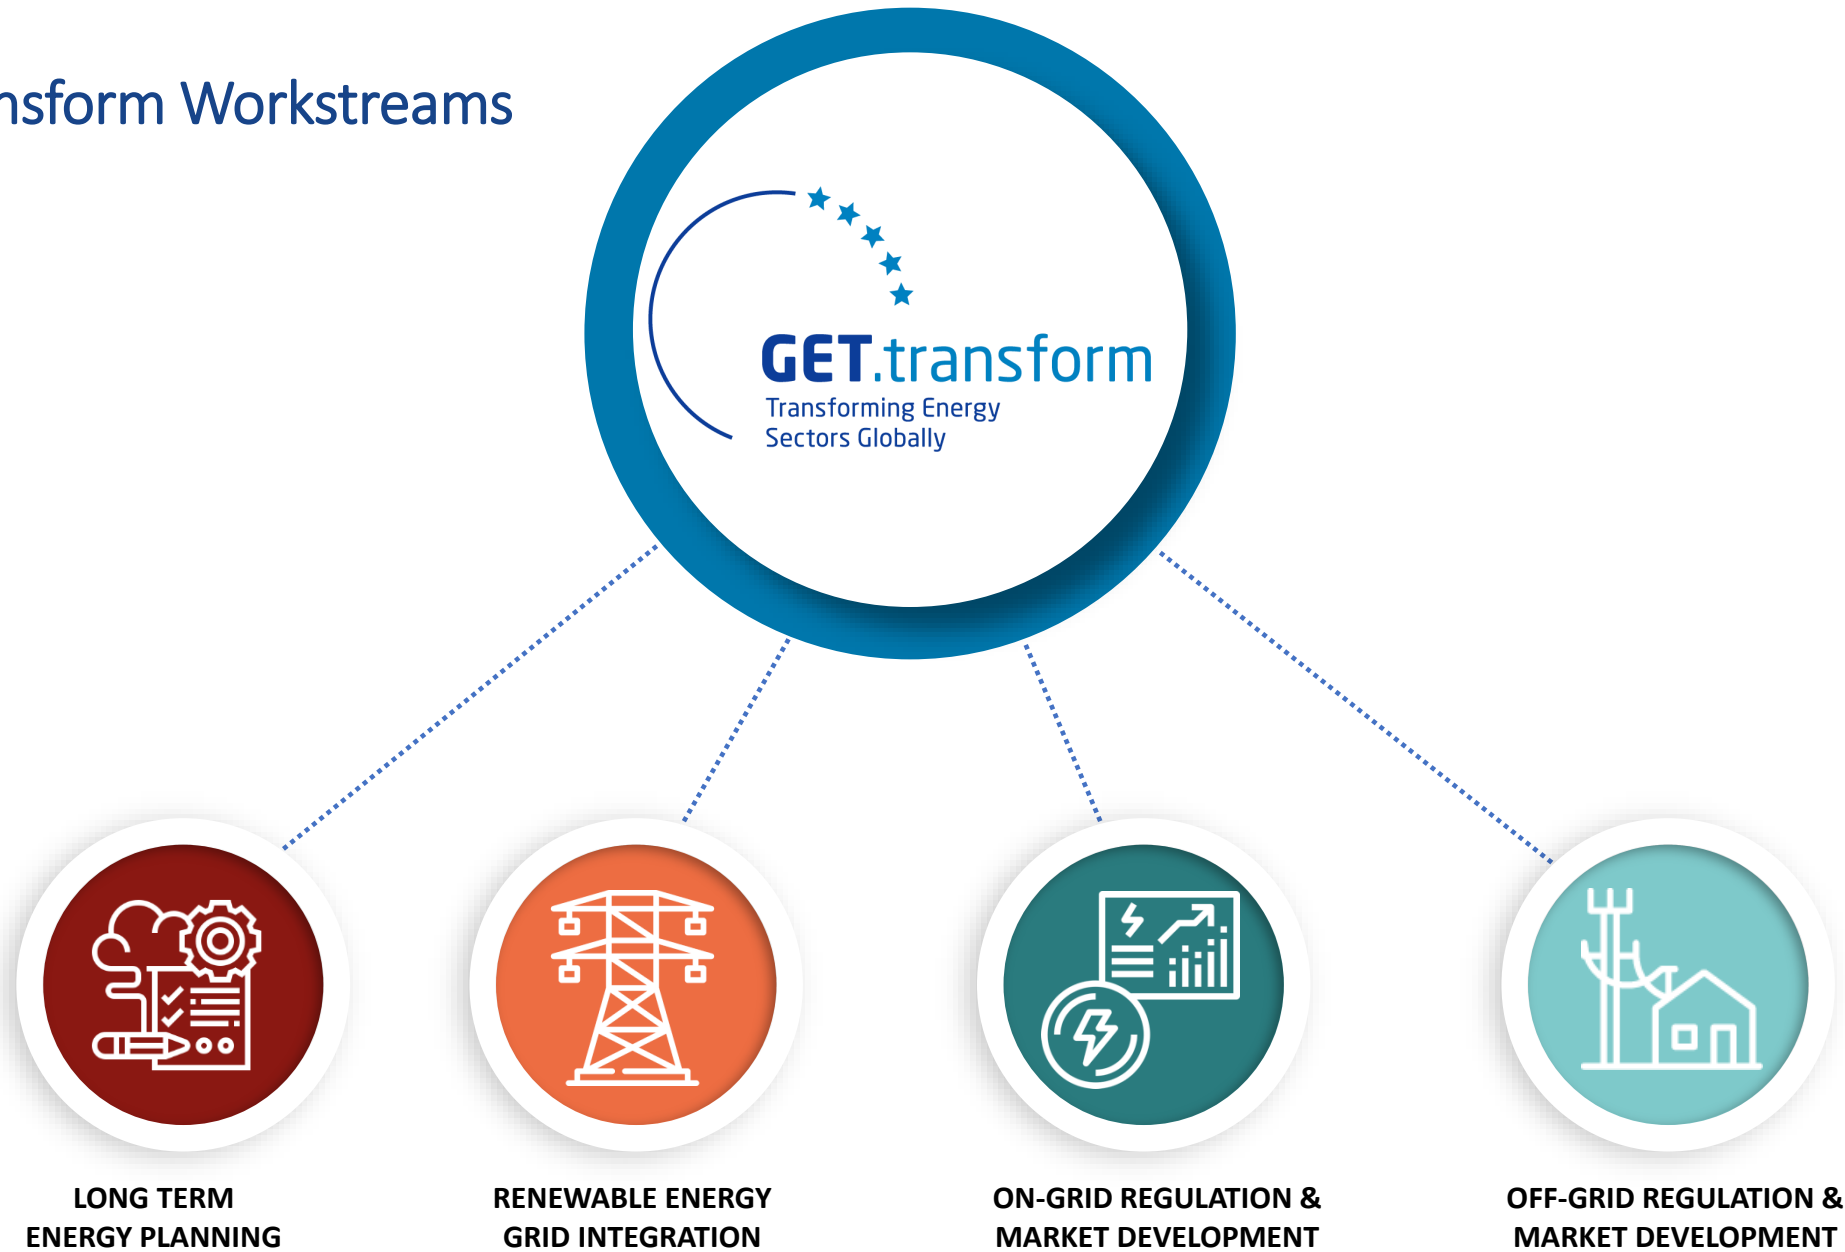 nsform Workstreams
GET.transform
Transforming Energy
Sectors Globally
LONG TERM
ENERGY PLANNING
RENEWABLE ENERGY
GRID INTEGRATION
ON-GRID REGULATION &
MARKET DEVELOPMENT
OFF-GRID REGULATION &
MARKET DEVELOPMENT